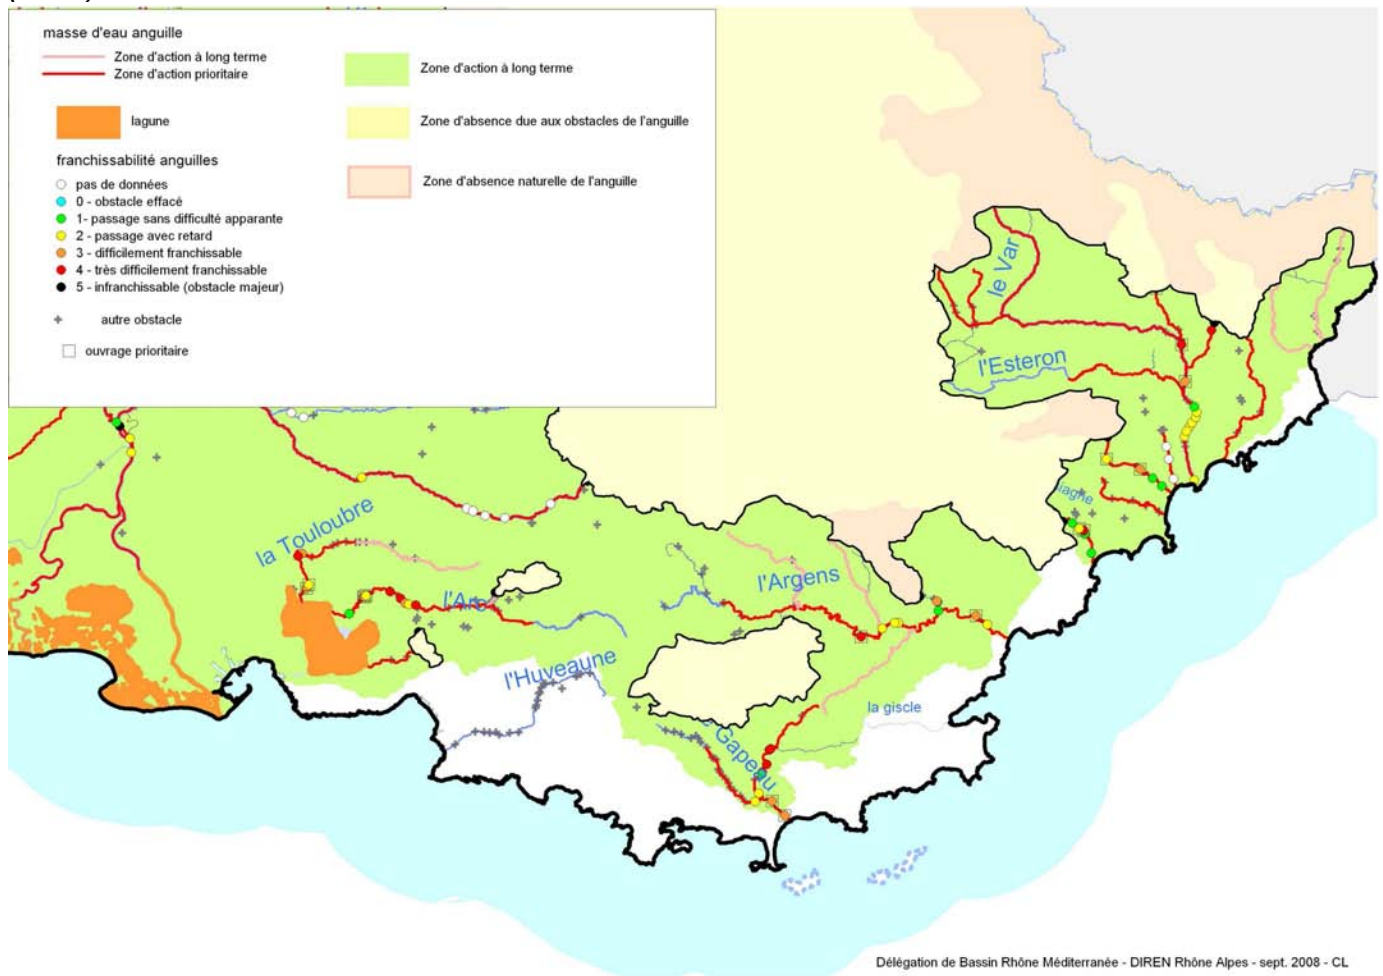 masse d'eau anguille
Zone d'action à long terme
Zone d'action prioritaire
lagune
franchissabilité anguilles
pas de données
0 - obstacle effacé
1- passage sans difficulté apparante
2 - passage avec retard
3 - difficilement franchissable
4 - très difficilement franchissable
5 - infranchissable (obstacle majeur)
autre obstacle
ouvrage prioritaire
Zone d'action à long terme
Zone d'absence due aux obstacles de l'anguille
Zone d'absence naturelle de l'anguille
le Var
l'Esteron
la Touloubre
l'Argens
l'Arc
l'Huveaune
la giscle
Gapeau
Délégation de Bassin Rhône Méditerranée - DIREN Rhône Alpes - sept. 2008 - CL